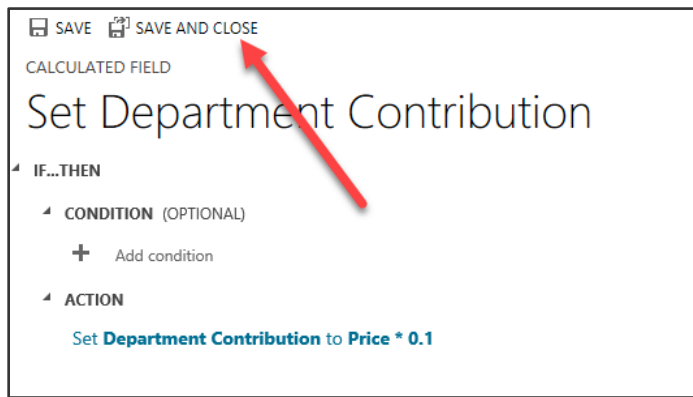 SAVE SAVE AND CLOSE
CALCULATED FIELD
Set Department Contribution
IF...THEN
CONDITION (OPTIONAL)
Add condition
ACTION
Set Department Contribution to Price * 0.1